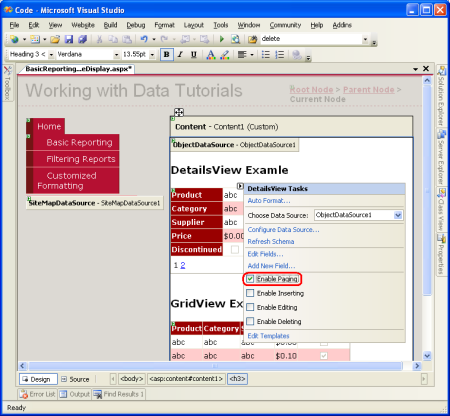 Code - Microsoft Visual Studio
File Edit View Website Build Debug Format Layout Tools Window Community Help Addins
delete
Heading 3 < Verdana 13.55pt B I U A
BasicReporting...eDisplay.aspx*
Toolbox
Solution Explorer
Server Explorer
Class View
Properties
Working with Data Tutorials
Root Node > Parent Node >
Current Node
Home
Basic Reporting
Filtering Reports
Customized
Formatting
SiteMapDataSource - SiteMapDataSource1
Content - Content1 (Custom)
ObjectDataSource - ObjectDataSource1
DetailsView Examle
Product abc
Category abc
Supplier abc
Price $0.00
Discontinued
1 2
DetailsView Tasks
Auto Format...
Choose Data Source: ObjectDataSource1
Configure Data Source...
Refresh Schema
Edit Fields...
Add New Field...
Enable Paging
Enable Inserting
Enable Editing
Enable Deleting
Edit Templates
GridView Ex
Product Category S
abc abc abc $0.00
abc abc abc $0.10
Design Source <body> <asp:content#content1> <h3>
Error List Output Find Results 1
Ready